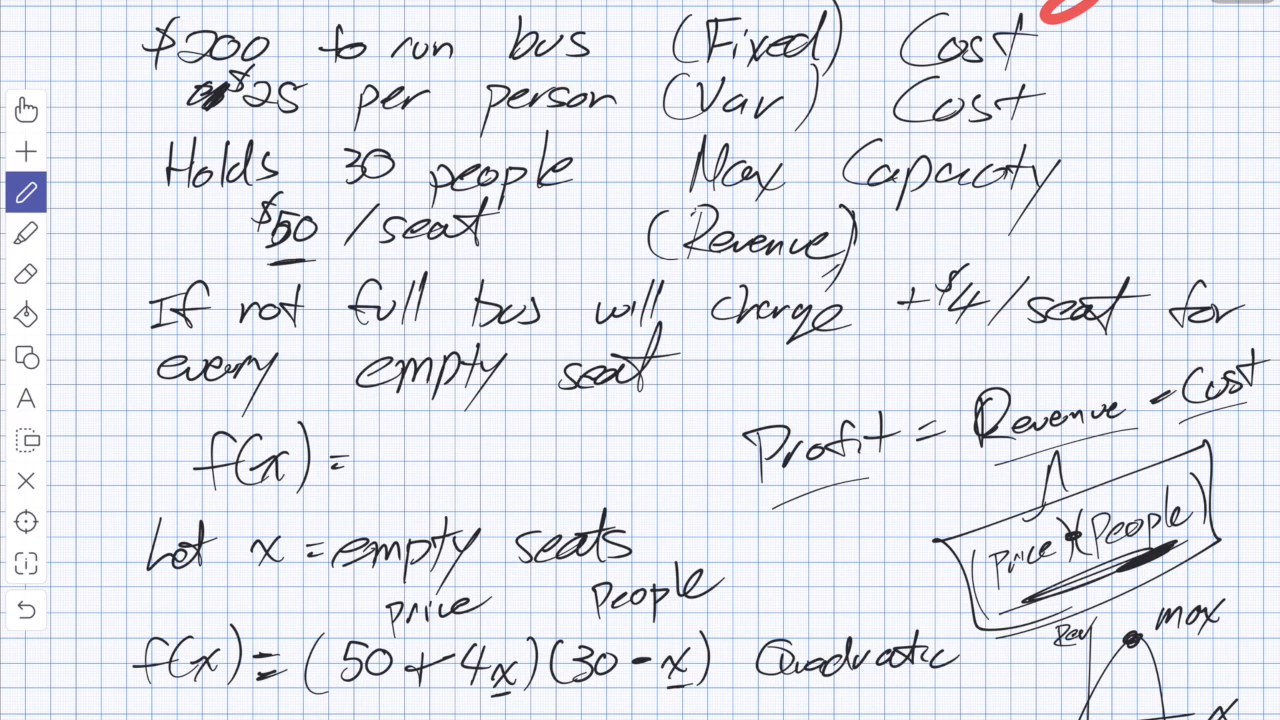 $200 to run bus (Fixed) Cost
$25 per person (Var) Cost
Holds 30 people Max Capacity
$50 /seat (Revenue)
If not full bus will charge +$4/seat for
every empty seat
Profit = Revenue - Cost
f(x) =
(Price)(People)
Let x = empty seats
price People
Rev max
f(x) = (50 + 4x)(30 - x) Quadratic
x